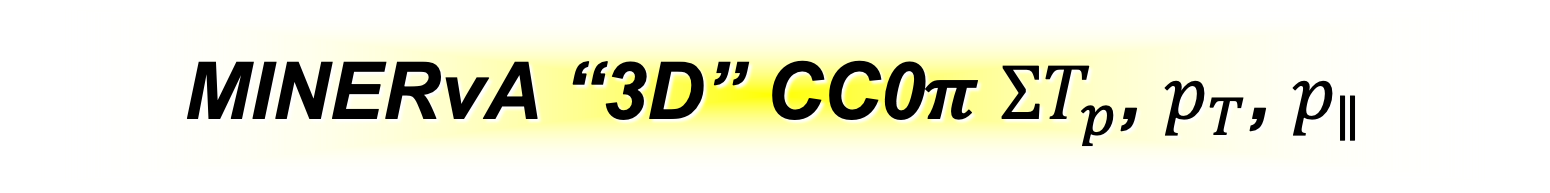 MINERvA “3D” CC0π ΣT_p, p_T, p_∥